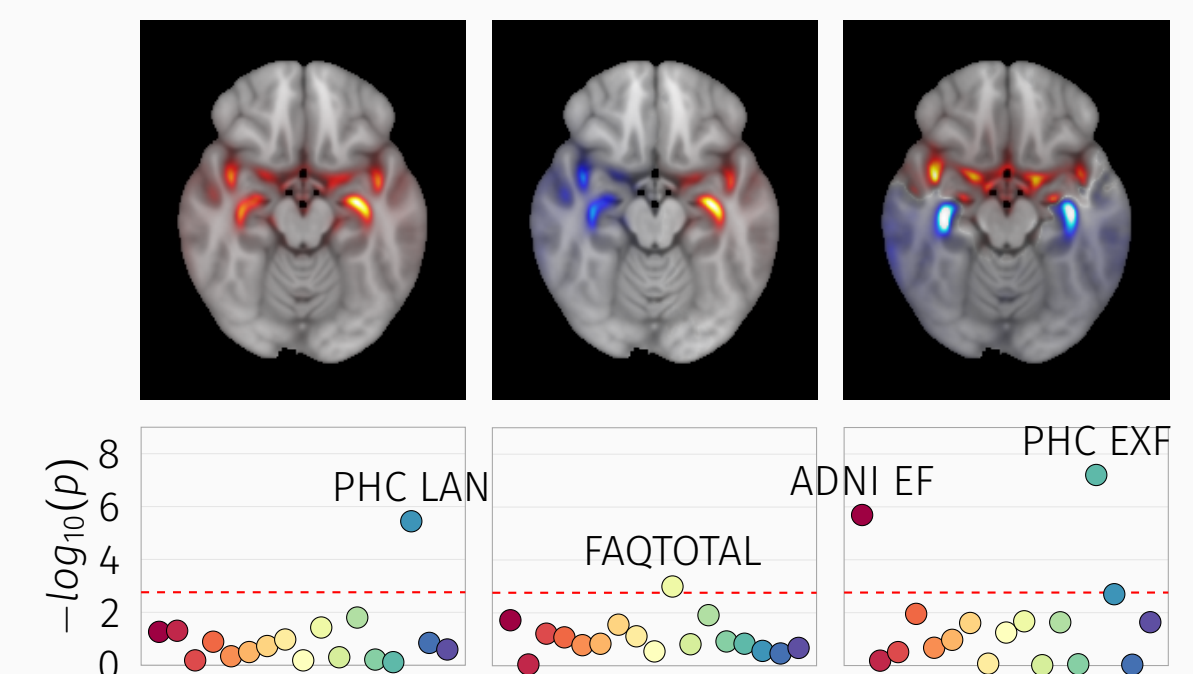 PHC EXF
8
ADNI EF
PHC LAN
6
FAQTOTAL
4
2
0
−log10(p)